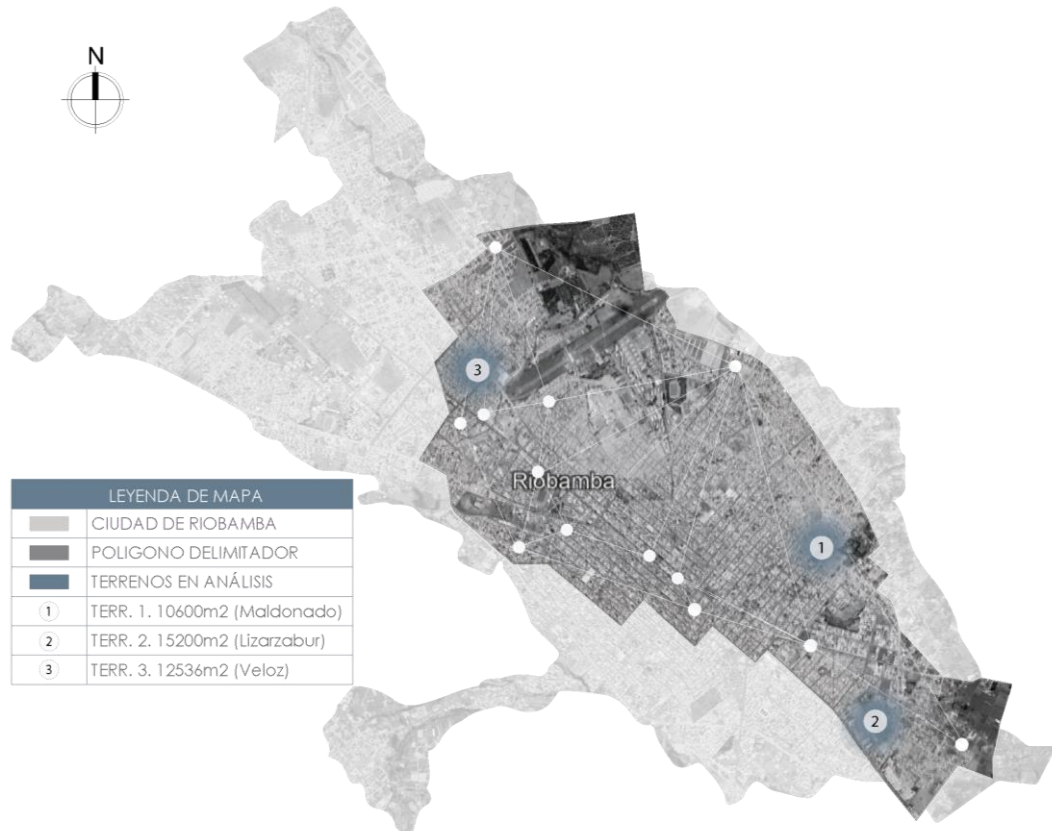 N
3
Riobamba
1
2
LEYENDA DE MAPA
CIUDAD DE RIOBAMBA
POLIGONO DELIMITADOR
TERRENOS EN ANÁLISIS
1 TERR. 1. 10600m2 (Maldonado)
2 TERR. 2. 15200m2 (Lizarzabur)
3 TERR. 3. 12536m2 (Veloz)